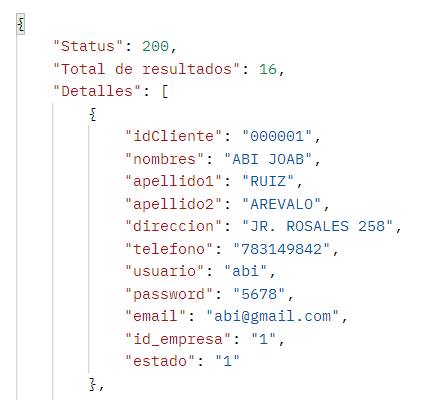 {
"Status": 200,
"Total de resultados": 16,
"Detalles": [
{
"idCliente": "000001",
"nombres": "ABI JOAB",
"apellido1": "RUIZ",
"apellido2": "AREVALO",
"direccion": "JR. ROSALES 258",
"telefono": "783149842",
"usuario": "abi",
"password": "5678",
"email": "abi@gmail.com",
"id_empresa": "1",
"estado": "1"
},